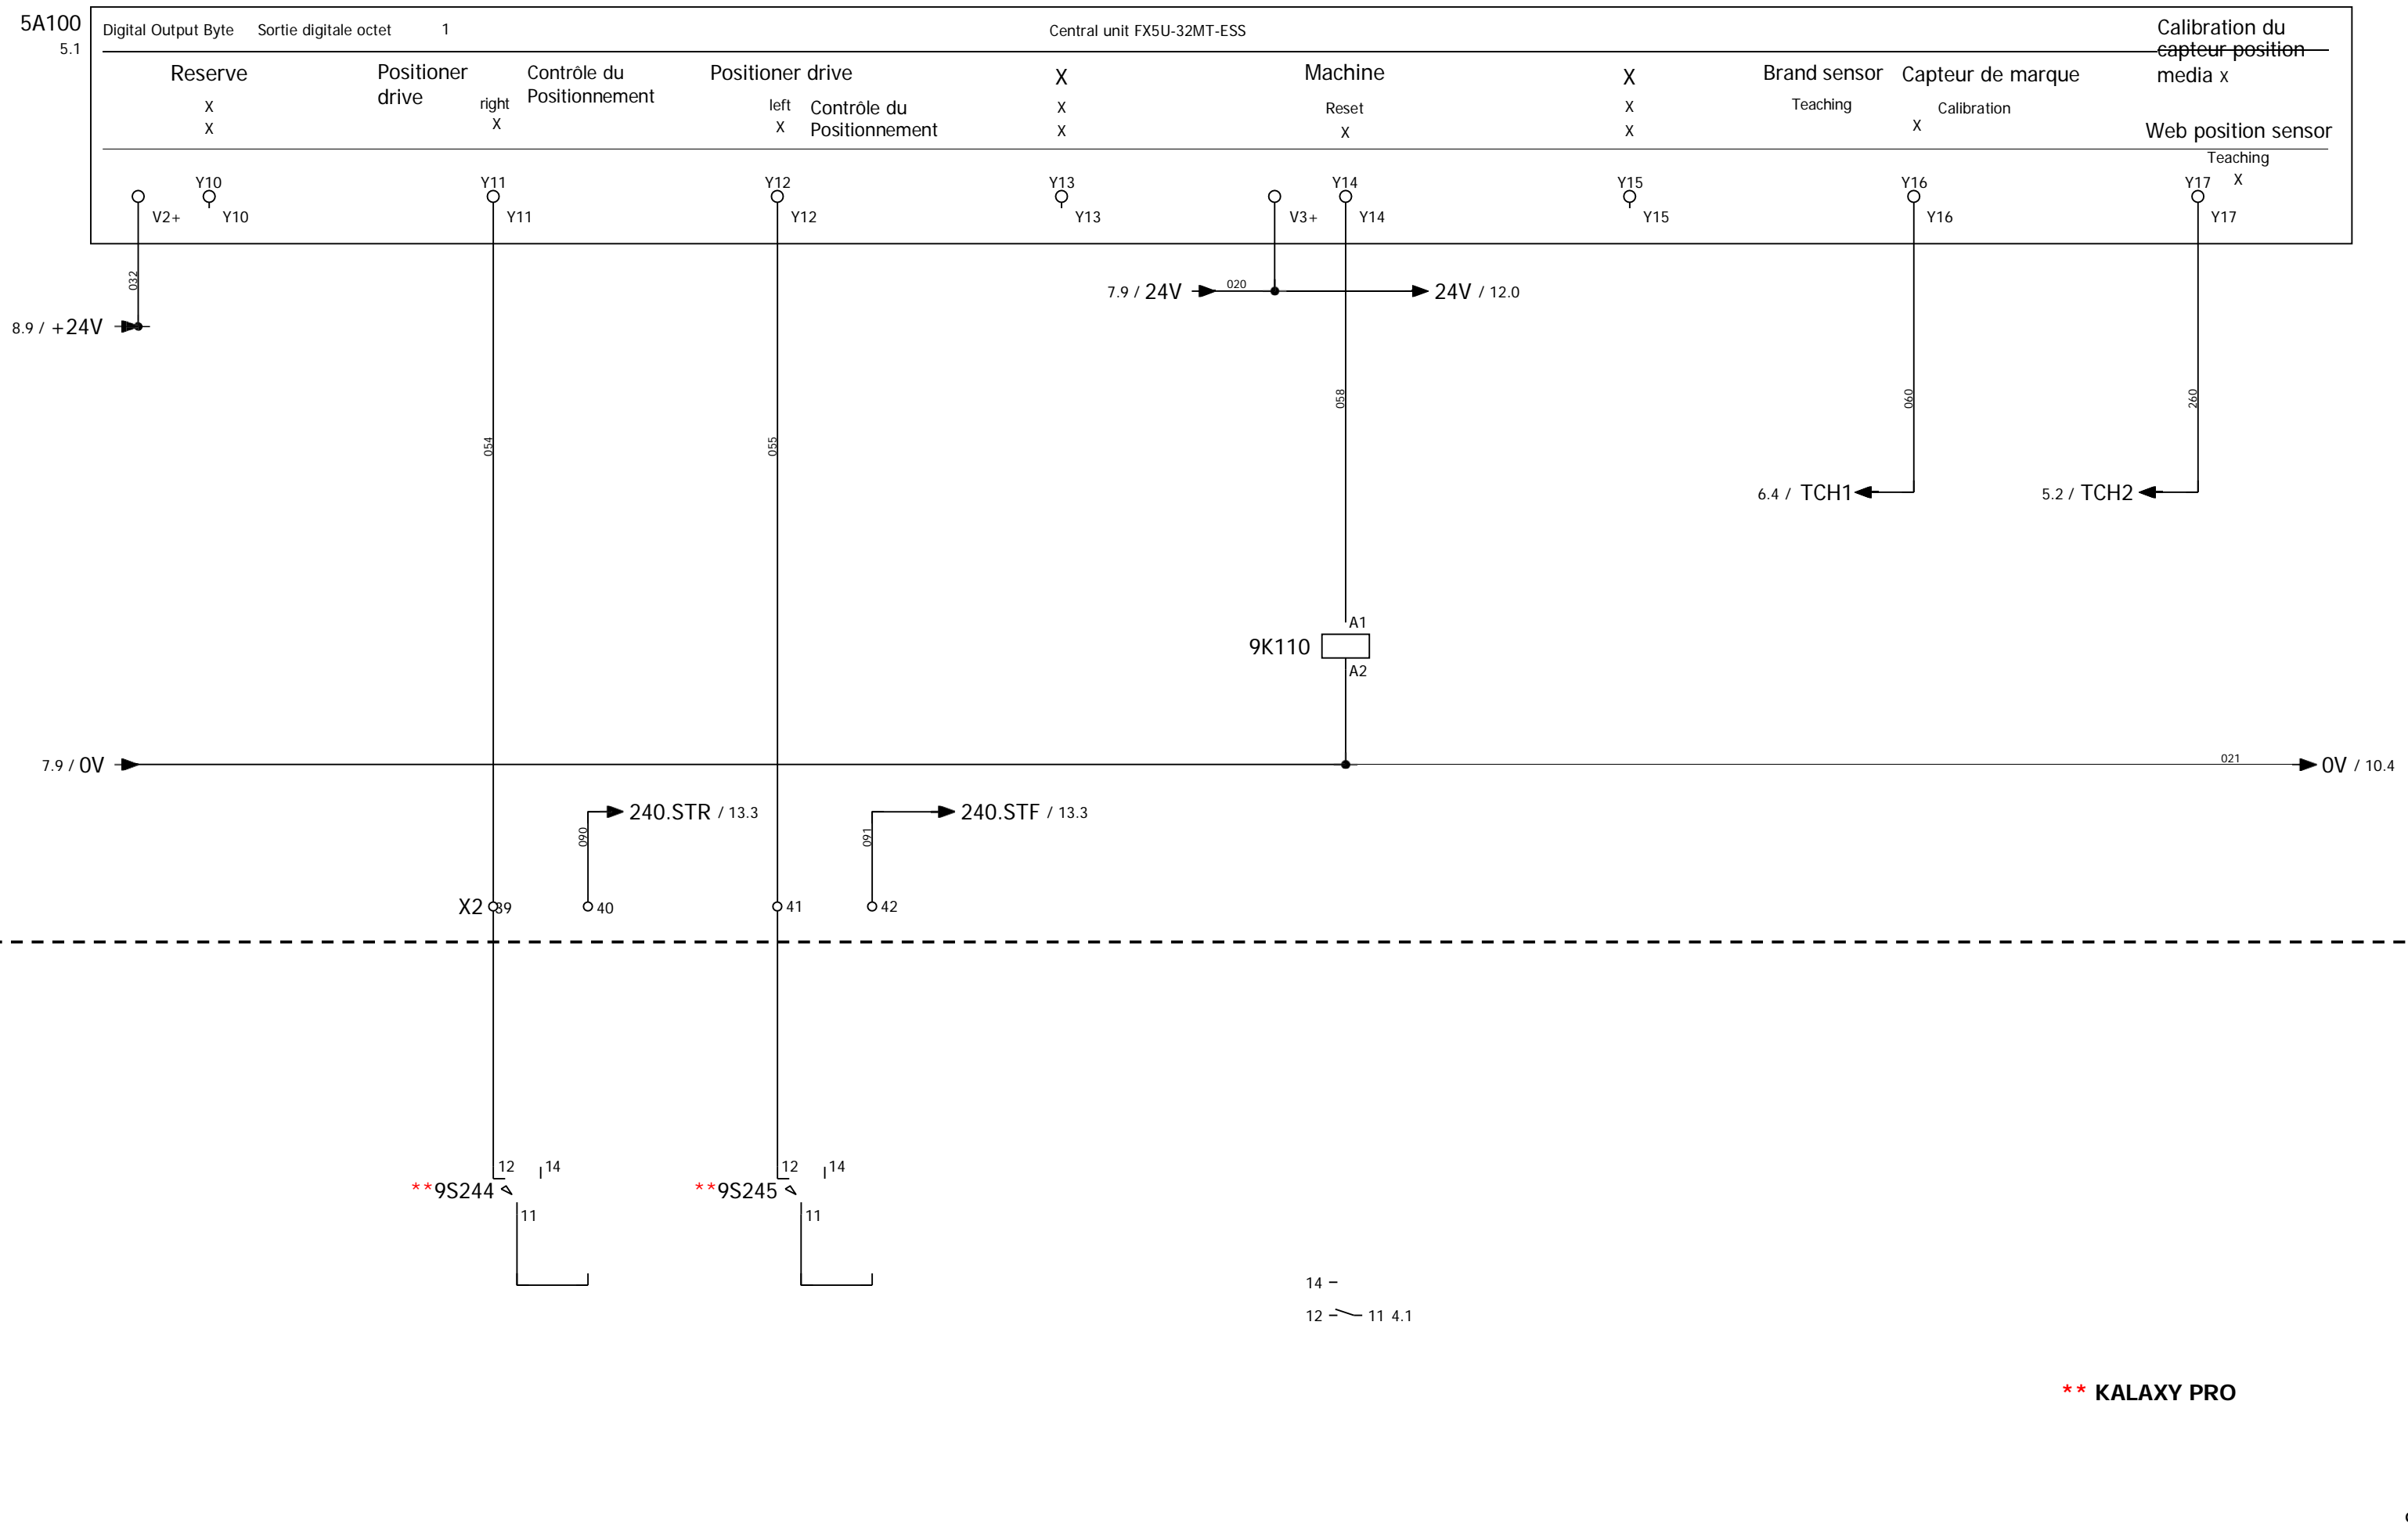 5A100
5.1
Digital Output Byte Sortie digitale octet 1 Central unit FX5U-32MT-ESS
Reserve
X
X
Positioner
drive right
X
Contrôle du
Positionnement
Positioner drive
left
X
Contrôle du
Positionnement
X
X
X
Machine
Reset
X
X
X
X
Brand sensor Capteur de marque
Teaching Calibration
X
Calibration du
capteur position
media x
Web position sensor
Teaching
X
Y10 Y11 Y12 Y13 Y14 Y15 Y16 Y17
V2+ Y10 Y11 Y12 Y13 V3+ Y14 Y15 Y16 Y17
032
7.9 / 24V 020 24V / 12.0
8.9 / +24V
058 060 260
054 055
6.4 / TCH1 5.2 / TCH2
A1
9K110
A2
7.9 / 0V 021 0V / 10.4
240.STR / 13.3 240.STF / 13.3
090 091
X2 39 40 41 42
12 14 12 14
**9S244 **9S245
11 11
14
12 11 4.1
** KALAXY PRO